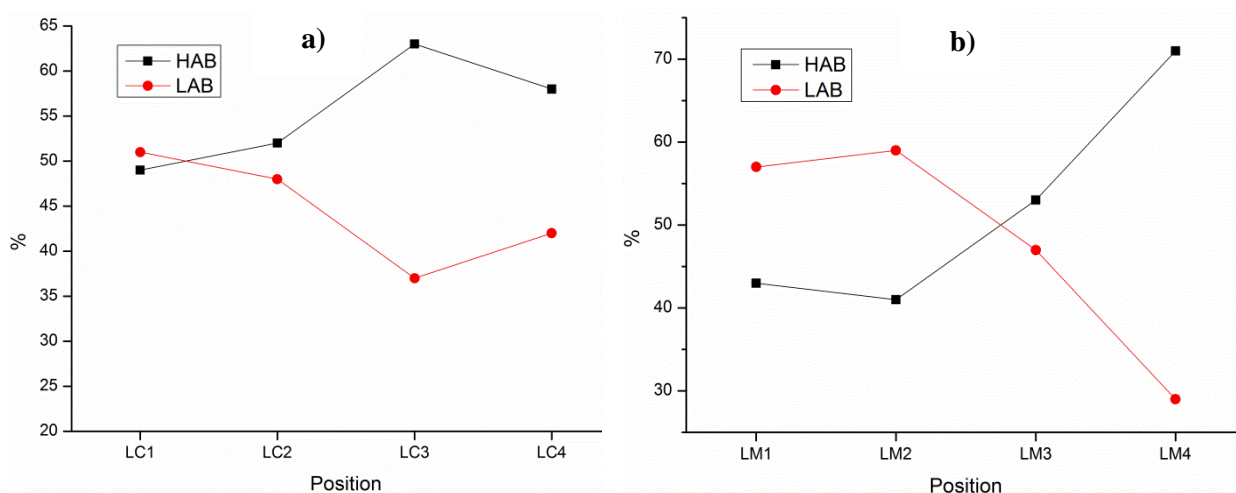 a)
HAB
LAB
65
60
55
50
45
40
35
30
25
20
%
LC1 LC2 LC3 LC4
Position
b)
HAB
LAB
70
60
50
40
30
%
LM1 LM2 LM3 LM4
Position